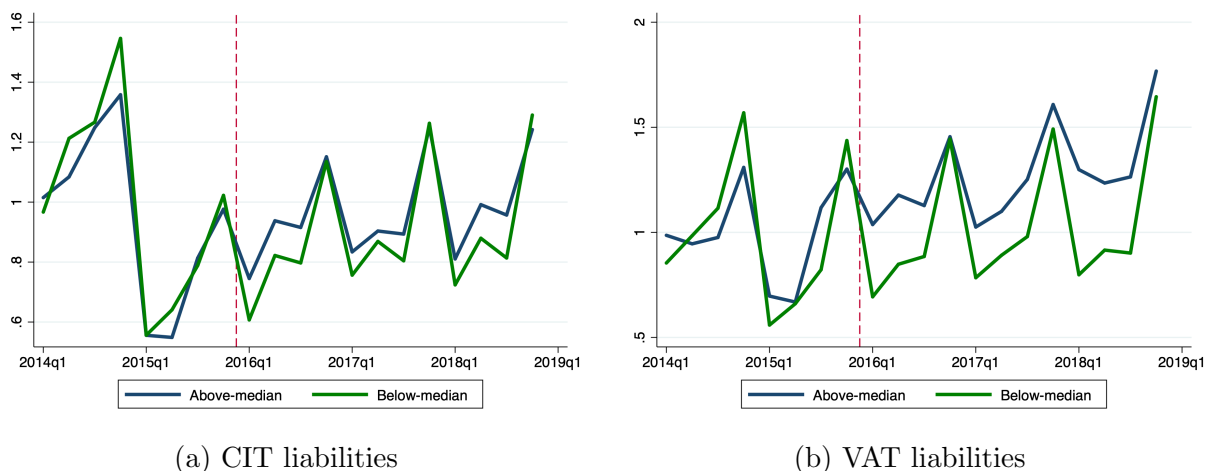 1.6
1.4
1.2
1
.8
.6
2014q1 2015q1 2016q1 2017q1 2018q1 2019q1
Above-median Below-median
(a) CIT liabilities
2
1.5
1
.5
2014q1 2015q1 2016q1 2017q1 2018q1 2019q1
Above-median Below-median
(b) VAT liabilities